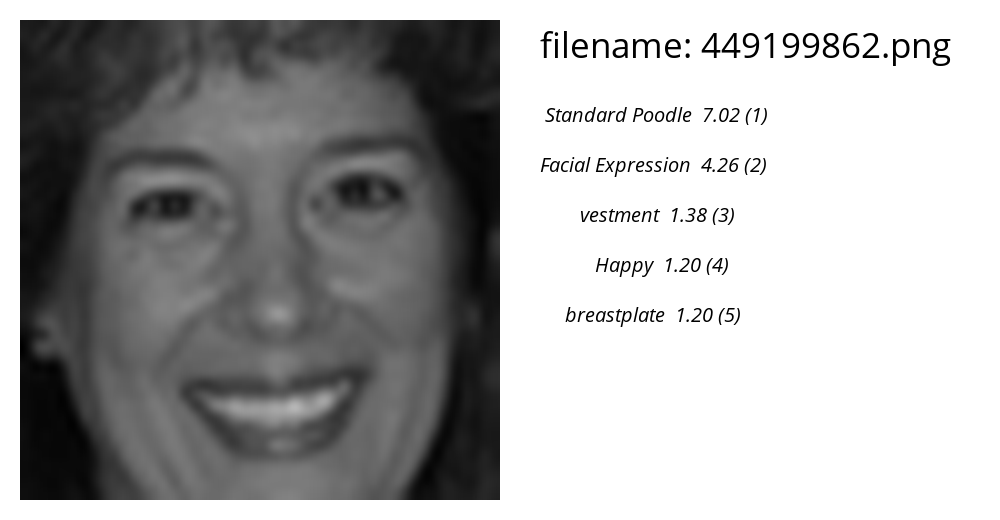 filename: 449199862.png
Standard Poodle 7.02 (1)
Facial Expression 4.26 (2)
vestment 1.38 (3)
Happy 1.20 (4)
breastplate 1.20 (5)